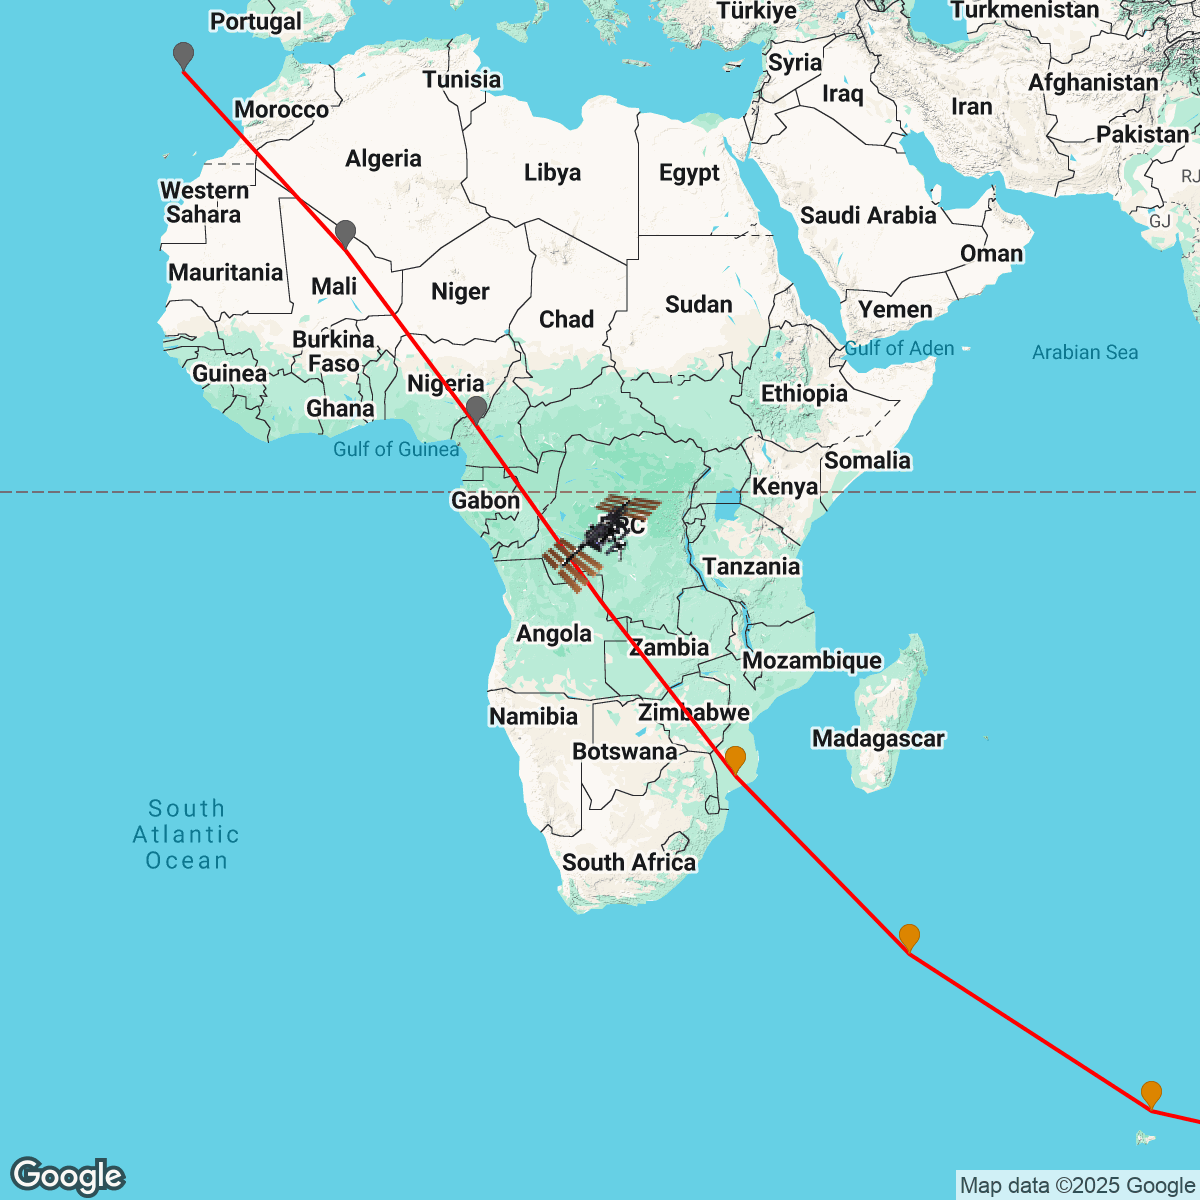 Portugal
Türkiye
Turkmenistan
Tunisia
Syria
Iraq
Iran
Afghanistan
Pakistan
Morocco
Algeria
Libya
Egypt
RJ
Western
Sahara
Saudi Arabia
GJ
Oman
Mauritania
Mali
Niger
Chad
Sudan
Yemen
Burkina
Faso
Guinea
Nigeria
Ghana
Gulf of Aden
Arabian Sea
Ethiopia
Gulf of Guinea
Somalia
Gabon
Kenya
DRC
Tanzania
Angola
Zambia
Mozambique
Namibia
Zimbabwe
Botswana
Madagascar
South
Atlantic
Ocean
South Africa
Google
Map data ©2025 Google